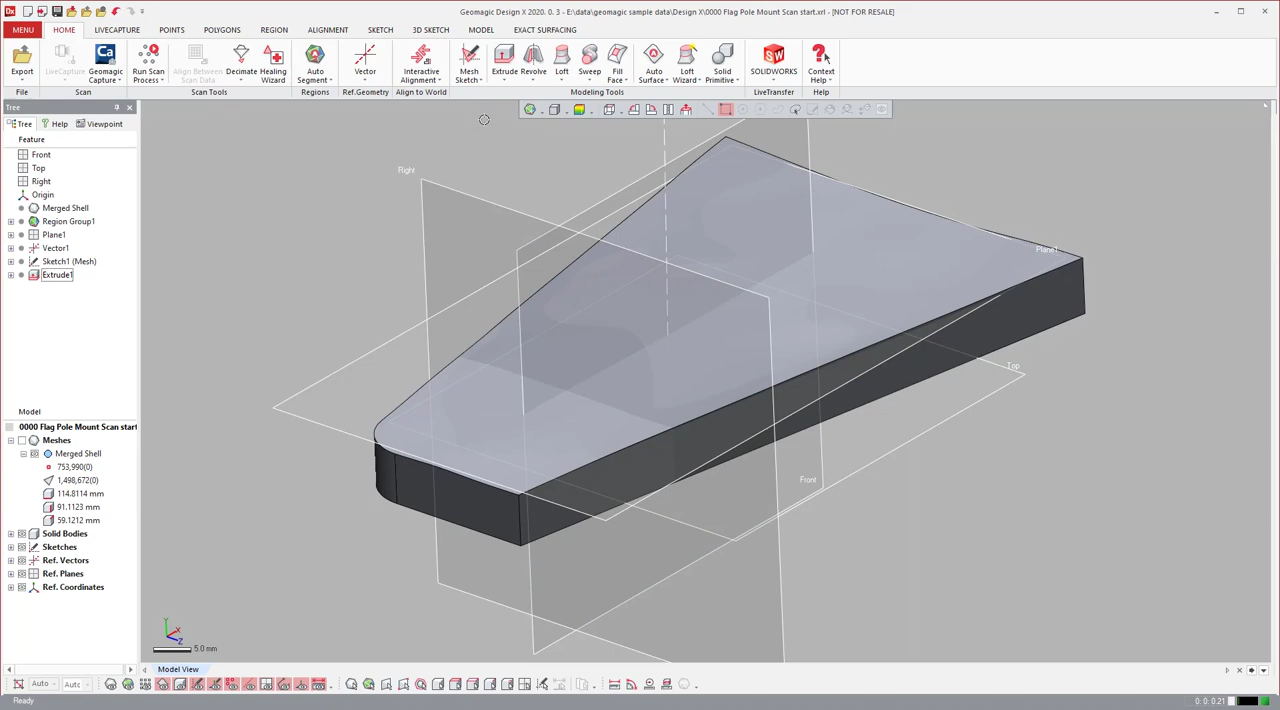 Geomagic Design X 2020. 0. 3 - E:\data\geomagic sample data\Design X\0000 Flag Pole Mount Scan start.xrl - [NOT FOR RESALE]
MENU HOME LIVECAPTURE POINTS POLYGONS REGION ALIGNMENT SKETCH 3D SKETCH MODEL EXACT SURFACING
Export
LiveCapture
Geomagic Capture
Run Scan Process
Align Between Scan Data
Decimate
Healing Wizard
Auto Segment
Vector
Interactive Alignment
Mesh Sketch
Extrude
Revolve
Loft
Sweep
Fill Face
Auto Surface
Loft Wizard
Solid Primitive
SOLIDWORKS
Context Help
File Scan Scan Tools Regions Ref.Geometry Align to World Modeling Tools LiveTransfer Help
Tree
Tree Help Viewpoint
Feature
Front
Top
Right
Origin
Merged Shell
Region Group1
Plane1
Vector1
Sketch1 (Mesh)
Extrude1
Right
Plane1
Top
Front
Model
0000 Flag Pole Mount Scan start
Meshes
Merged Shell
753,990(0)
1,498,672(0)
114.8114 mm
91.1123 mm
59.1212 mm
Solid Bodies
Sketches
Ref. Vectors
Ref. Planes
Ref. Coordinates
Y
X
Z
5.0 mm
Model View
Auto Auto
Ready
0: 0: 0.21